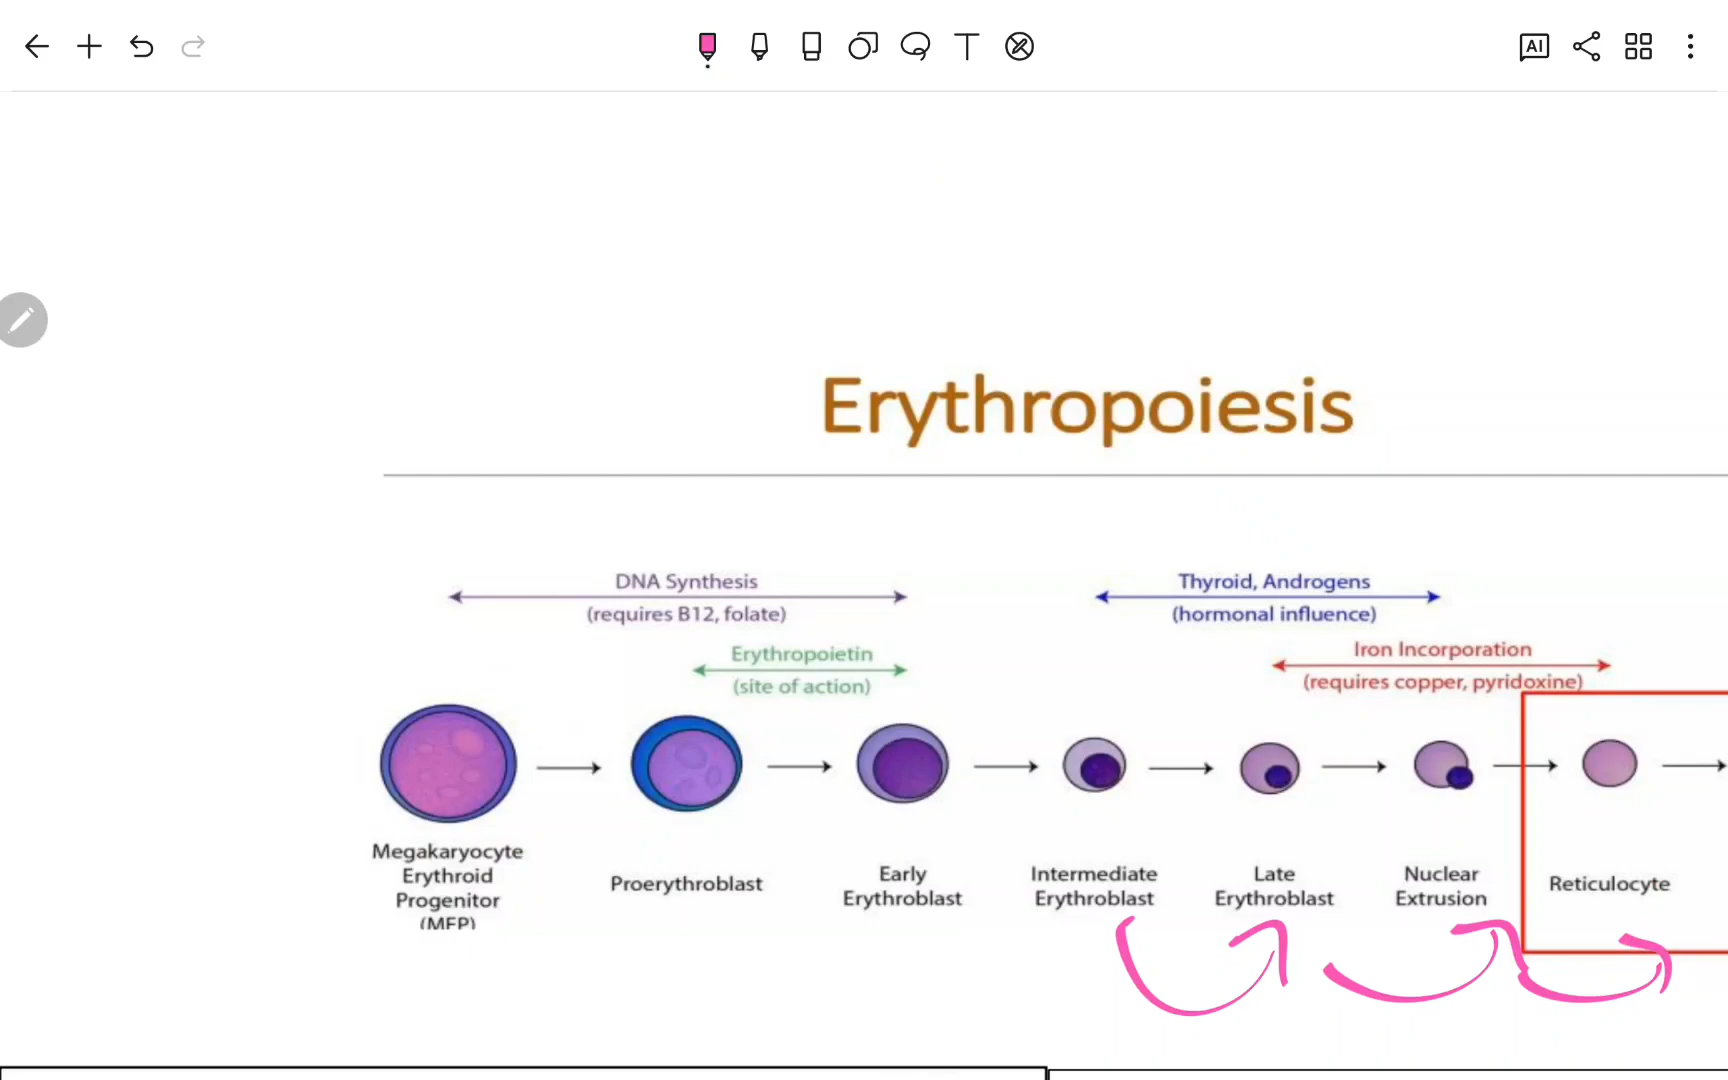 AI
T
Erythropoiesis
DNA Synthesis
(requires B12, folate)
Thyroid, Androgens
(hormonal influence)
Erythropoietin
(site of action)
Iron Incorporation
(requires copper, pyridoxine)
Megakaryocyte
Erythroid
Progenitor
(MEP)
Proerythroblast
Early
Erythroblast
Intermediate
Erythroblast
Late
Erythroblast
Nuclear
Extrusion
Reticulocyte